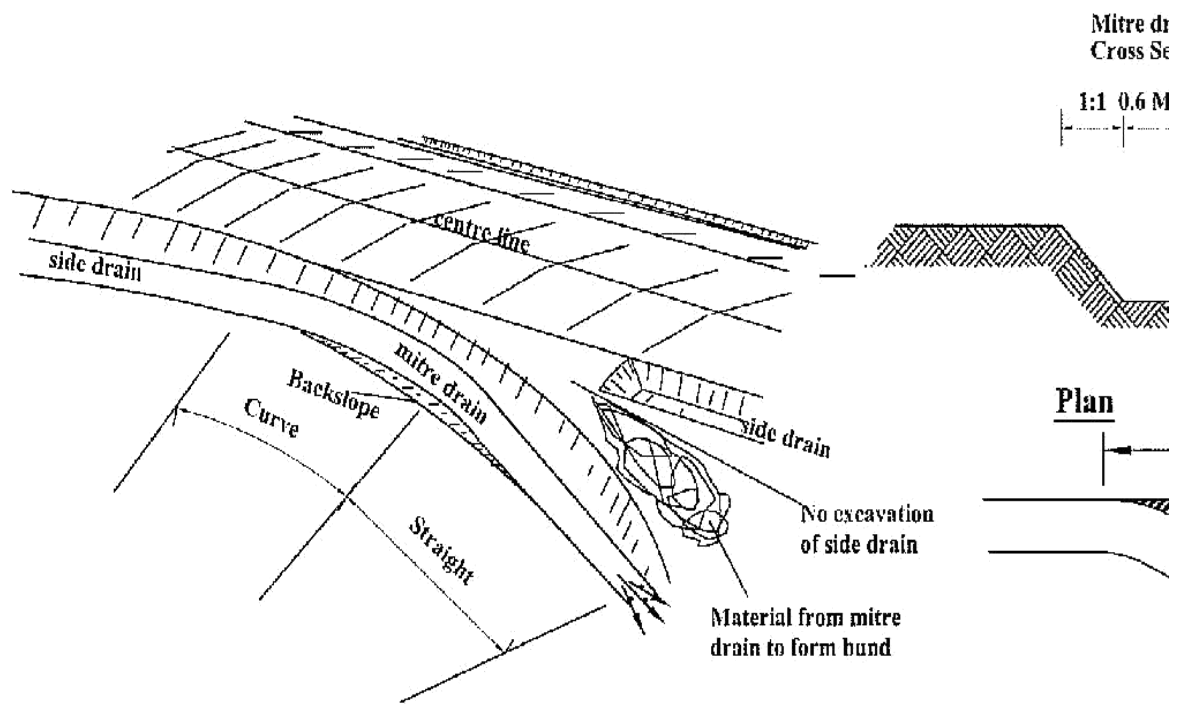 Mitre dr
Cross Se
1:1 0.6 M
centre line
side drain
mitre drain
Backslope
Curve
Straight
side drain
No excavation
of side drain
Material from mitre
drain to form bund
Plan